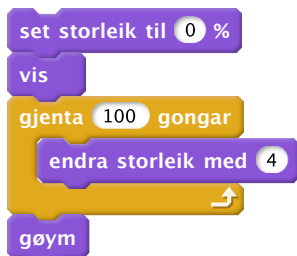 set storleik til 0 %
vis
gjenta 100 gongar
endra storleik med 4
gøym